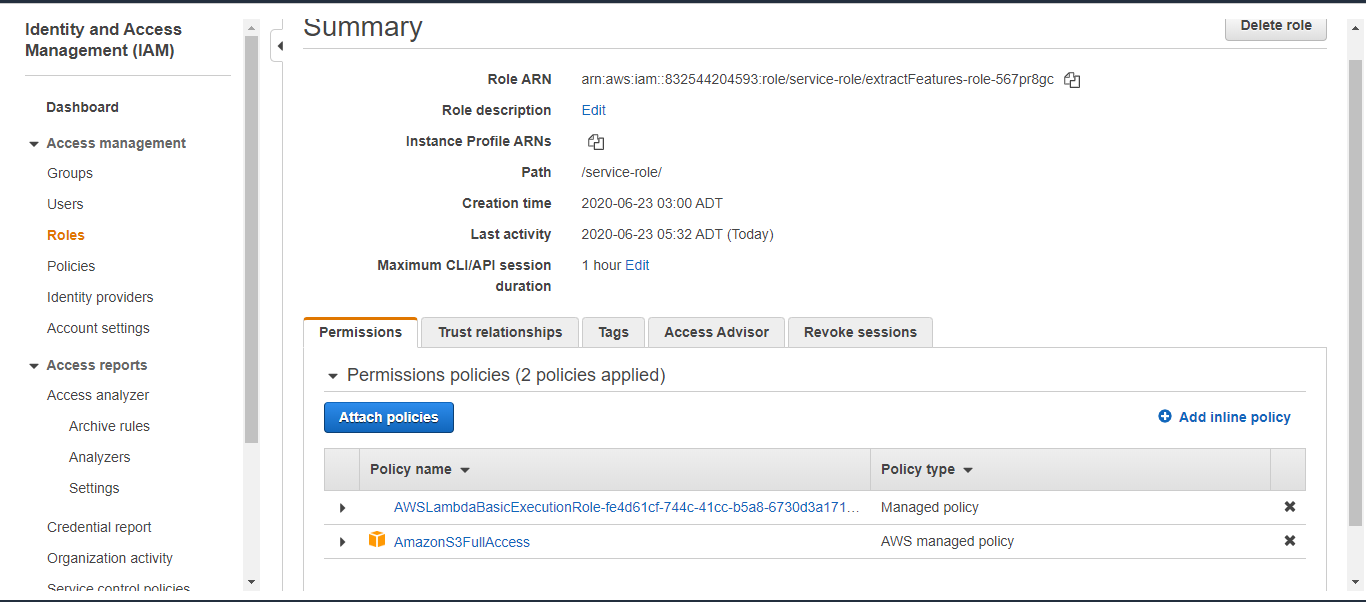 Identity and Access
Management (IAM)
Dashboard
Access management
Groups
Users
Roles
Policies
Identity providers
Account settings
Access reports
Access analyzer
Archive rules
Analyzers
Settings
Credential report
Organization activity
Service control policies
Summary
Delete role
Role ARN arn:aws:iam::832544204593:role/service-role/extractFeatures-role-567pr8gc
Role description Edit
Instance Profile ARNs
Path /service-role/
Creation time 2020-06-23 03:00 ADT
Last activity 2020-06-23 05:32 ADT (Today)
Maximum CLI/API session 1 hour Edit
duration
Permissions Trust relationships Tags Access Advisor Revoke sessions
Permissions policies (2 policies applied)
Attach policies Add inline policy
Policy name Policy type
AWSLambdaBasicExecutionRole-fe4d61cf-744c-41cc-b5a8-6730d3a171… Managed policy
AmazonS3FullAccess AWS managed policy